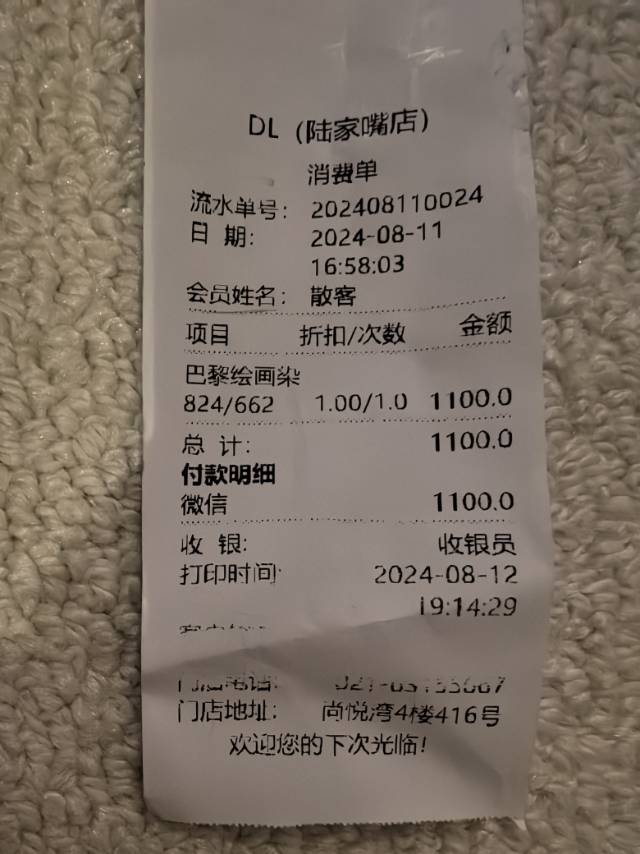 DL (陆家嘴店)
消费单
流水单号: 202408110024
日 期: 2024-08-11
16:58:03
会员姓名: 散客
项目 折扣/次数 金额
巴黎绘画染
824/662 1.00/1.0 1100.0
总 计: 1100.0
付款明细
微信 1100.0
收 银: 收银员
打印时间 2024-08-12
19:14:29
门店地址: 尚悦湾4楼416号
欢迎您的下次光临!